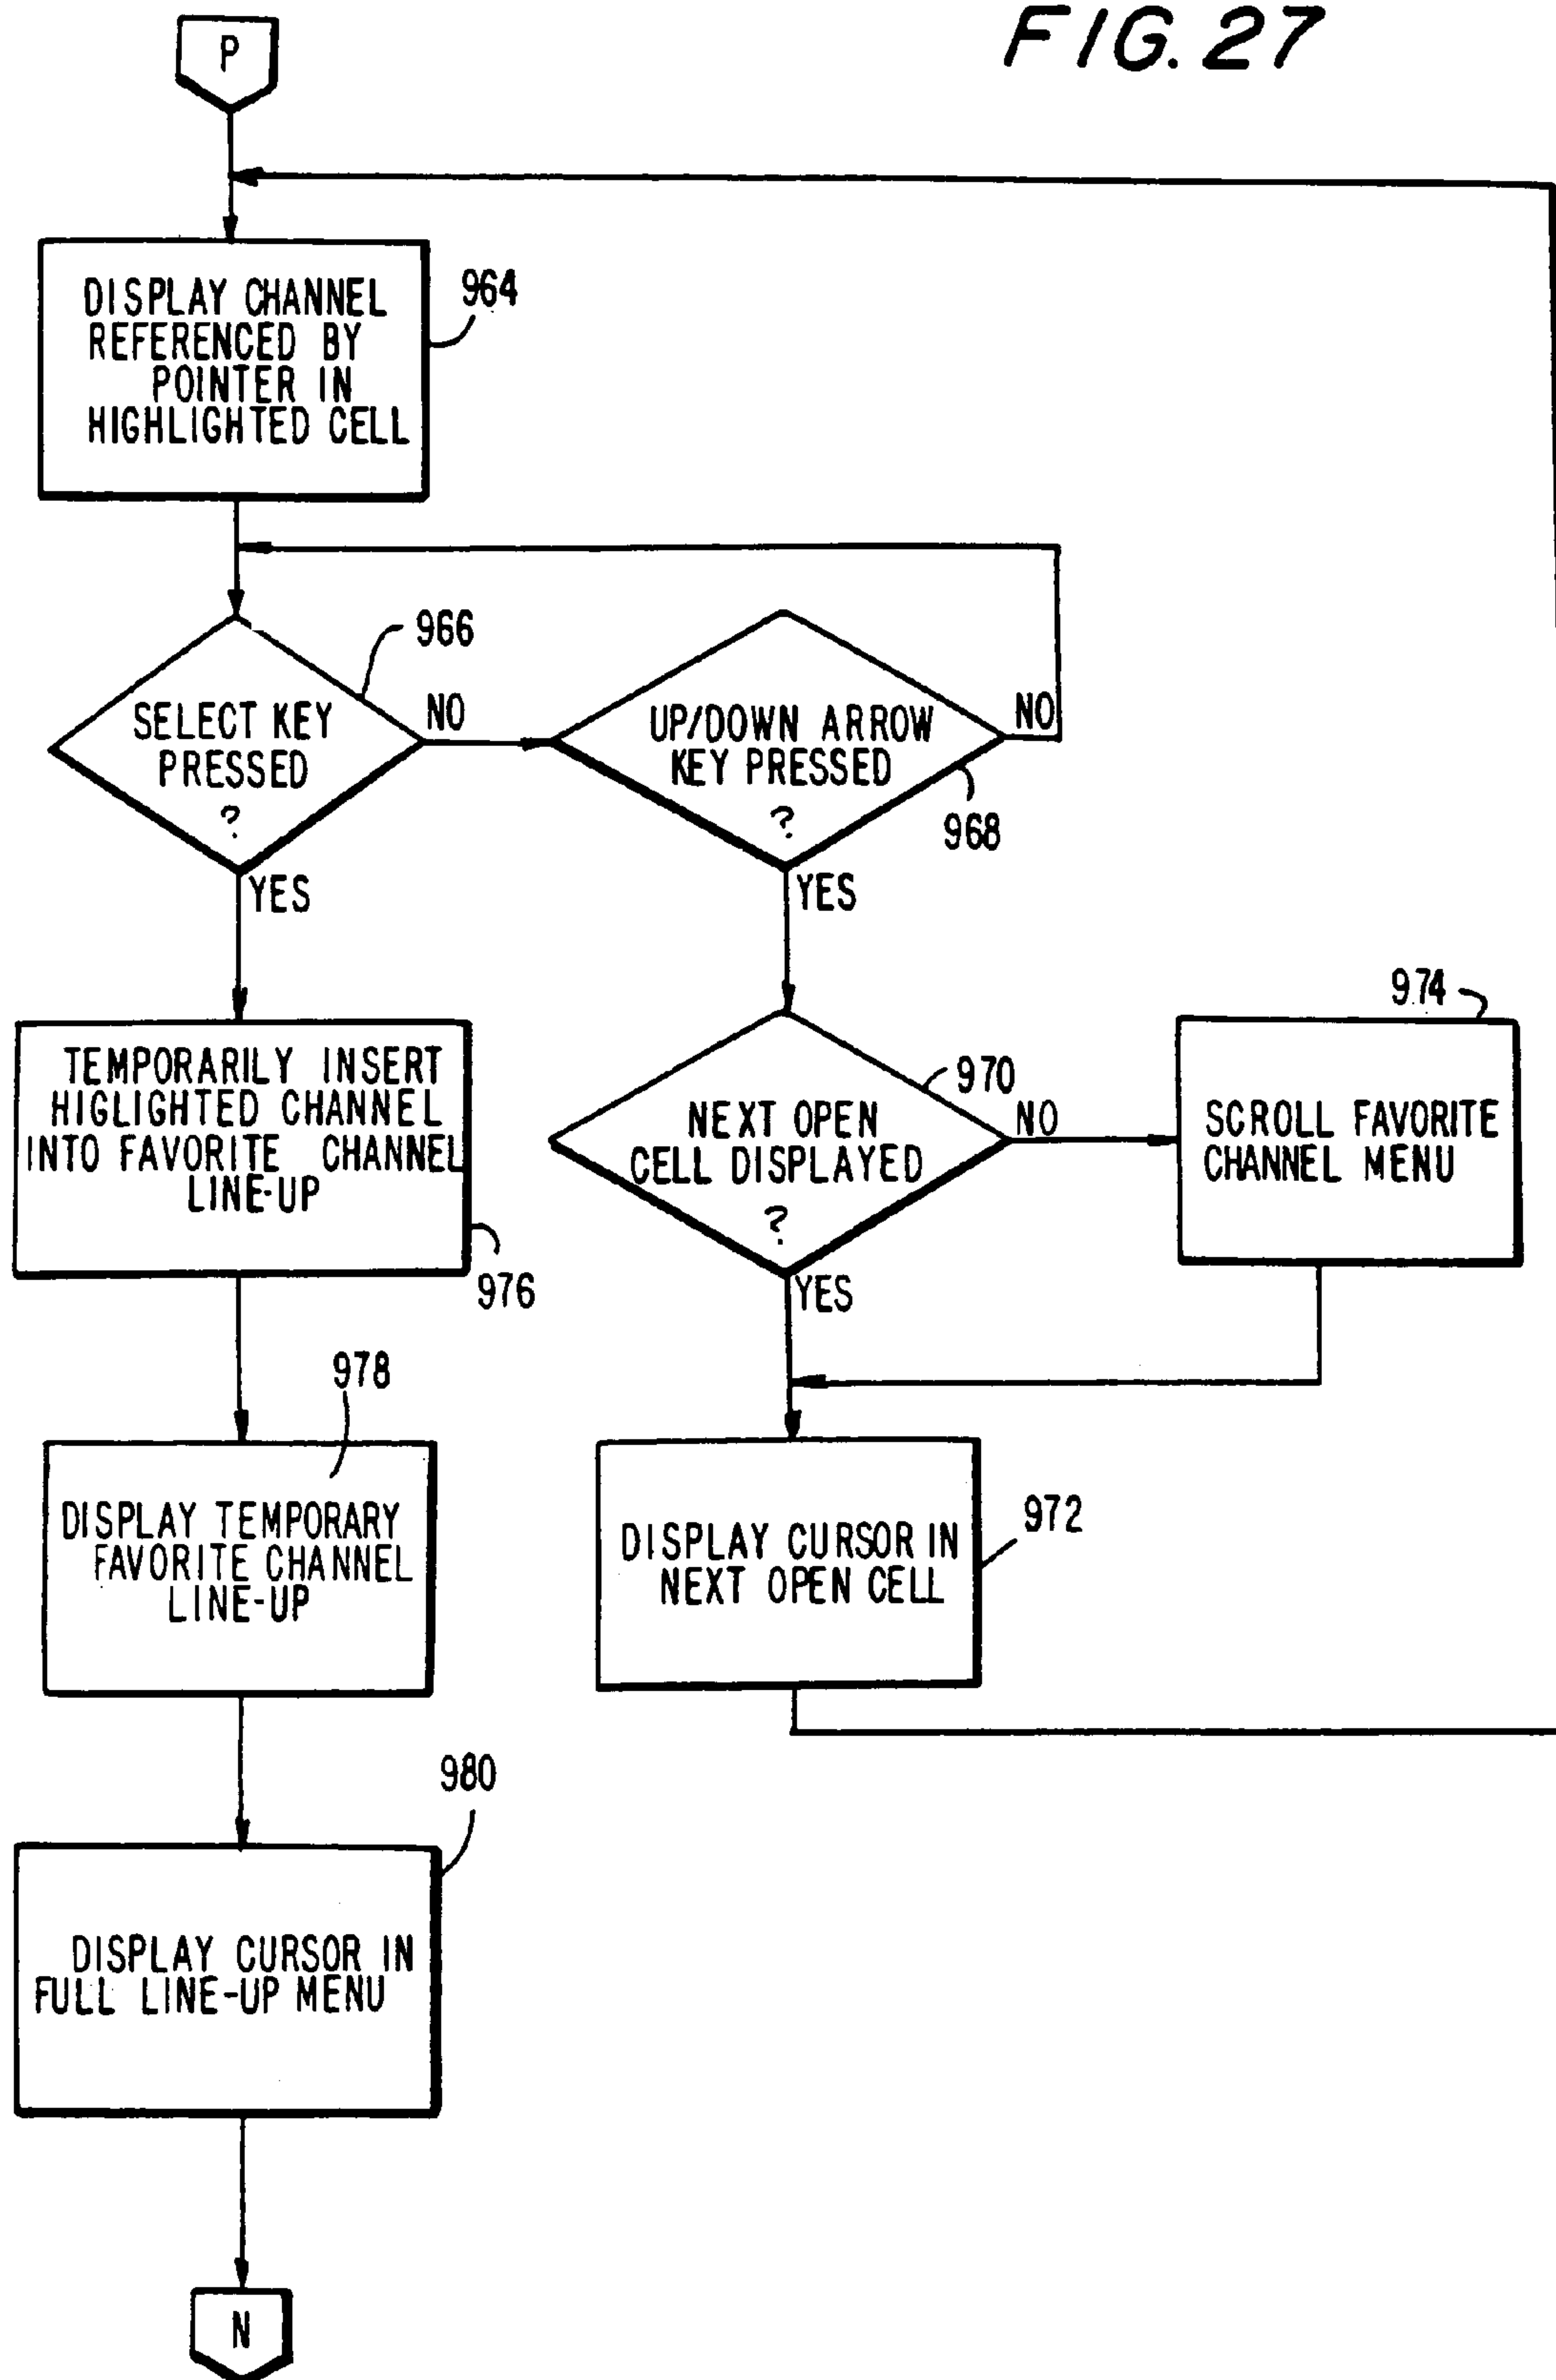 FIG. 27
P
DISPLAY CHANNEL
REFERENCED BY
POINTER IN
HIGHLIGHTED CELL
964
966
SELECT KEY
PRESSED
?
NO
YES
UP/DOWN ARROW
KEY PRESSED
?
NO
968
YES
974
TEMPORARILY INSERT
HIGLIGHTED CHANNEL
INTO FAVORITE CHANNEL
LINE-UP
976
970
NEXT OPEN
CELL DISPLAYED
?
NO
YES
SCROLL FAVORITE
CHANNEL MENU
978
DISPLAY TEMPORARY
FAVORITE CHANNEL
LINE-UP
DISPLAY CURSOR IN
NEXT OPEN CELL
972
980
DISPLAY CURSOR IN
FULL LINE-UP MENU
N